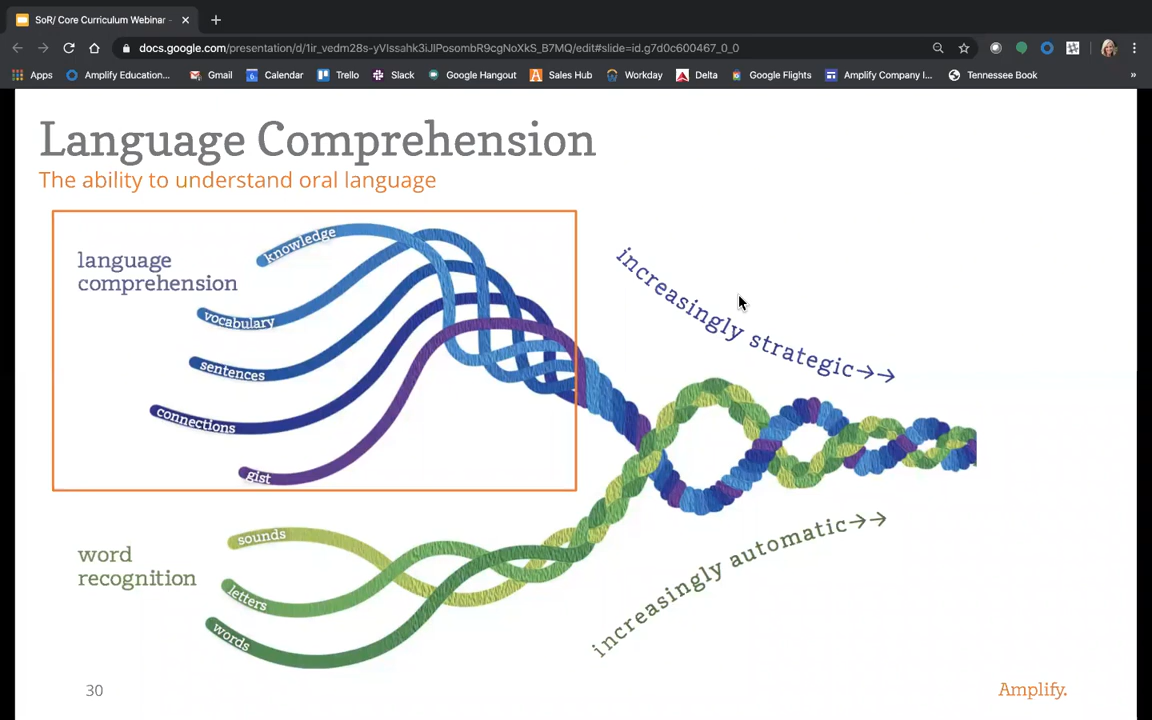 SoR/ Core Curriculum Webinar -
docs.google.com/presentation/d/1ir_vedm28s-yVIssahk3iJlPosombR9cgNoXkS_B7MQ/edit#slide=id.g7d0c600467_0_0
Apps Amplify Education... Gmail Calendar Trello Slack Google Hangout Sales Hub Workday Delta Google Flights Amplify Company I... Tennessee Book »
Language Comprehension
The ability to understand oral language
language
comprehension
knowledge
vocabulary
sentences
connections
gist
increasingly strategic→→
word
recognition
sounds
letters
words
increasingly automatic→→
30
Amplify.